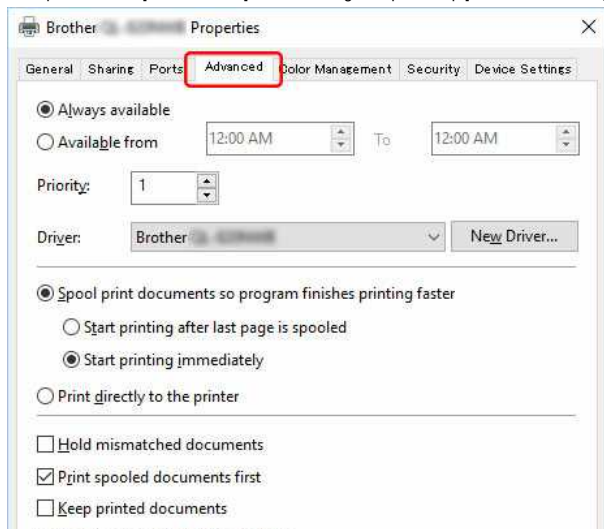 Brother Properties
General Sharing Ports Advanced Color Management Security Device Settings
Always available
Available from 12:00 AM To 12:00 AM
Priority: 1
Driver: Brother New Driver...
Spool print documents so program finishes printing faster
Start printing after last page is spooled
Start printing immediately
Print directly to the printer
Hold mismatched documents
Print spooled documents first
Keep printed documents